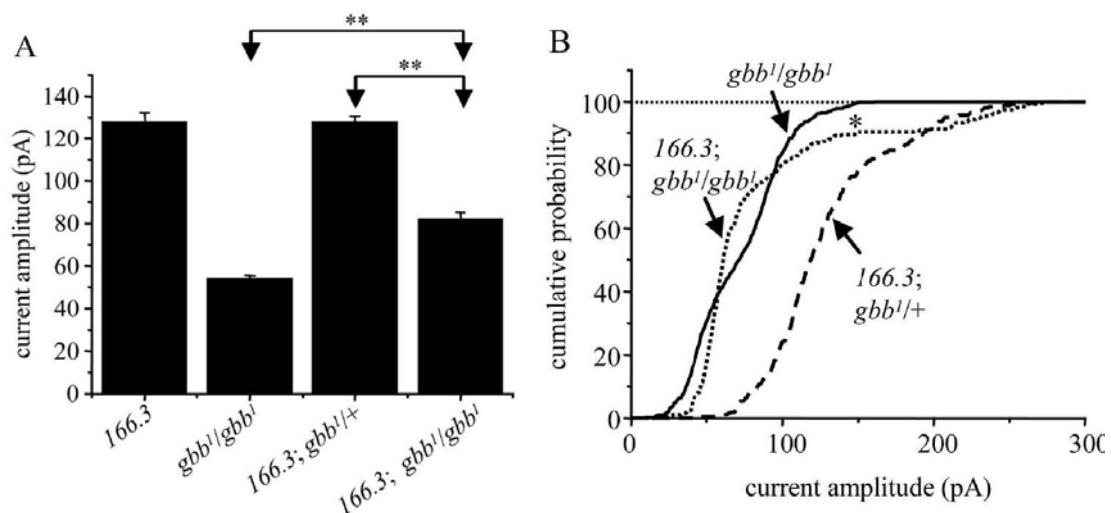 A
**
**
140
120
100
80
60
40
20
0
current amplitude (pA)
166.3
gbb¹/gbb¹
166.3; gbb¹/+
166.3; gbb¹/gbb¹
B
100
80
60
40
20
0
cumulative probability
gbb¹/gbb¹
166.3;
gbb¹/gbb¹
*
166.3;
gbb¹/+
0
100
200
300
current amplitude (pA)